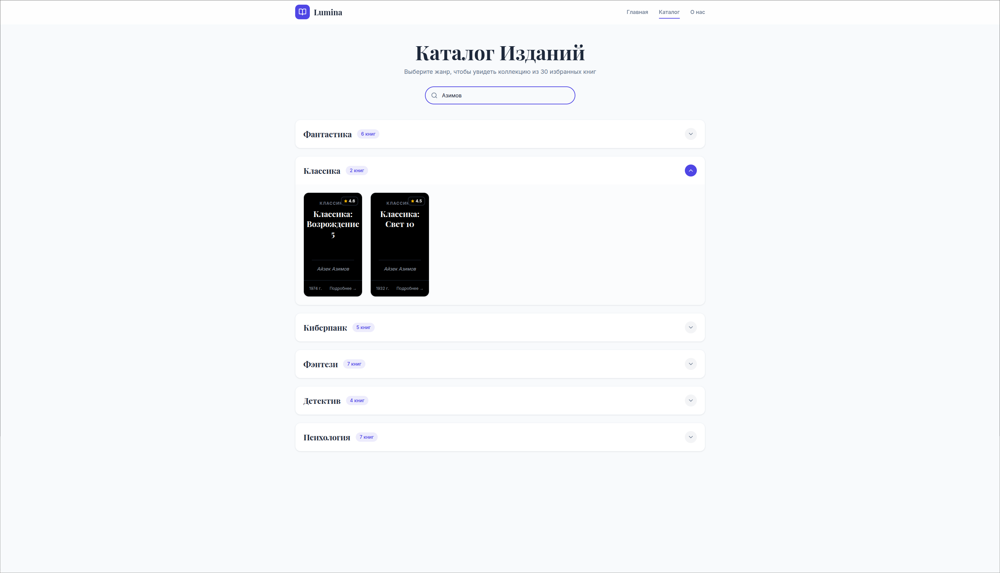 Lumina
Главная
Каталог
О нас
Каталог Изданий
Выберите жанр, чтобы увидеть коллекцию из 30 избранных книг
Азимов
Фантастика
6 книг
Классика
2 книг
КЛАССИК
4.6
Классика:
Возрождение
5
Айзек Азимов
1974 г.
Подробнее →
КЛАССИК
4.5
Классика:
Свет 10
Айзек Азимов
1932 г.
Подробнее →
Киберпанк
5 книг
Фэнтези
7 книг
Детектив
4 книг
Психология
7 книг